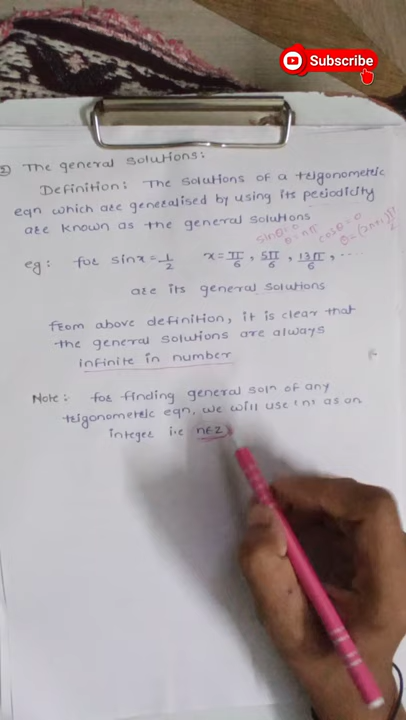 Subscribe
② The general solutions:
Definition: The solutions of a trigonometric
eqn which are generalised by using its periodicity
are known as the general solutions
sinθ=0 cosθ=0
θ=nπ θ=(2n+1)π/2
eg: for sinx=1/2 x=π/6, 5π/6, 13π/6, ....
are its general solutions
from above definition, it is clear that
the general solutions are always
infinite in number
Note: for finding general soln of any
trigonometric eqn, we will use 'n' as an
integer i.e n∈Z